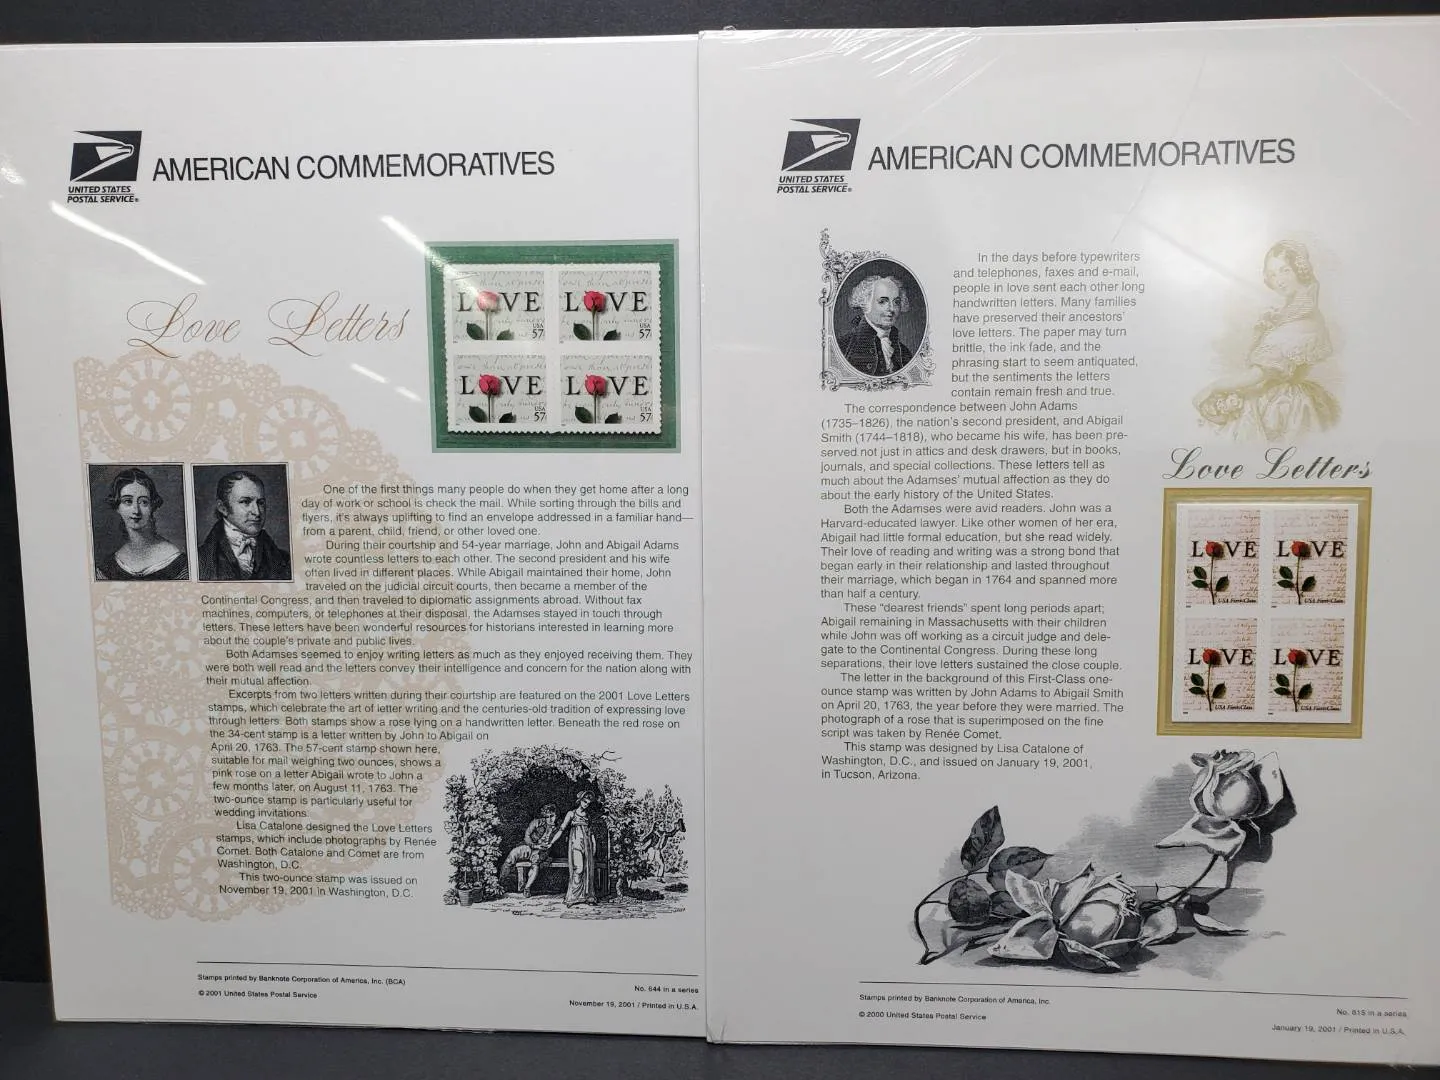 UNITED STATES
POSTAL SERVICE®
AMERICAN COMMEMORATIVES
Love Letters
LOVE
USA
57
LOVE
USA
57
LOVE
USA
57
LOVE
USA
57
One of the first things many people do when they get home after a long
day of work or school is check the mail. While sorting through the bills and
flyers, it's always uplifting to find an envelope addressed in a familiar hand—
from a parent, child, friend, or other loved one.
During their courtship and 54-year marriage, John and Abigail Adams
wrote countless letters to each other. The second president and his wife
often lived in different places. While Abigail maintained their home, John
traveled on the judicial circuit courts, then became a member of the
Continental Congress, and then traveled to diplomatic assignments abroad. Without fax
machines, computers, or telephones at their disposal, the Adamses stayed in touch through
letters. These letters have been wonderful resources for historians interested in learning more
about the couple's private and public lives.
Both Adamses seemed to enjoy writing letters as much as they enjoyed receiving them. They
were both well read and the letters convey their intelligence and concern for the nation along with
their mutual affection.
Excerpts from two letters written during their courtship are featured on the 2001 Love Letters
stamps, which celebrate the art of letter writing and the centuries-old tradition of expressing love
through letters. Both stamps show a rose lying on a handwritten letter. Beneath the red rose on
the 34-cent stamp is a letter written by John to Abigail on
April 20, 1763. The 57-cent stamp shown here,
suitable for mail weighing two ounces, shows a
pink rose on a letter Abigail wrote to John a
few months later, on August 11, 1763. The
two-ounce stamp is particularly useful for
wedding invitations.
Lisa Catalone designed the Love Letters
stamps, which include photographs by Renée
Comet. Both Catalone and Comet are from
Washington, D.C.
This two-ounce stamp was issued on
November 19, 2001 in Washington, D.C.
Stamps printed by Banknote Corporation of America, Inc. (BCA)
© 2001 United States Postal Service
No. 644 in a series
November 19, 2001 / Printed in U.S.A.
UNITED STATES
POSTAL SERVICE®
AMERICAN COMMEMORATIVES
In the days before typewriters
and telephones, faxes and e-mail,
people in love sent each other long
handwritten letters. Many families
have preserved their ancestors'
love letters. The paper may turn
brittle, the ink fade, and the
phrasing start to seem antiquated,
but the sentiments the letters
contain remain fresh and true.
The correspondence between John Adams
(1735–1826), the nation's second president, and Abigail
Smith (1744–1818), who became his wife, has been pre-
served not just in attics and desk drawers, but in books,
journals, and special collections. These letters tell as
much about the Adamses' mutual affection as they do
about the early history of the United States.
Both the Adamses were avid readers. John was a
Harvard-educated lawyer. Like other women of her era,
Abigail had little formal education, but she read widely.
Their love of reading and writing was a strong bond that
began early in their relationship and lasted throughout
their marriage, which began in 1764 and spanned more
than half a century.
These "dearest friends" spent long periods apart;
Abigail remaining in Massachusetts with their children
while John was off working as a circuit judge and dele-
gate to the Continental Congress. During these long
separations, their love letters sustained the close couple.
The letter in the background of this First-Class one-
ounce stamp was written by John Adams to Abigail Smith
on April 20, 1763, the year before they were married. The
photograph of a rose that is superimposed on the fine
script was taken by Renée Comet.
This stamp was designed by Lisa Catalone of
Washington, D.C., and issued on January 19, 2001,
in Tucson, Arizona.
Love Letters
LOVE
USA First-Class
LOVE
USA First-Class
LOVE
USA First-Class
LOVE
USA First-Class
Stamps printed by Banknote Corporation of America, Inc.
© 2000 United States Postal Service
No. 615 in a series
January 19, 2001 / Printed in U.S.A.